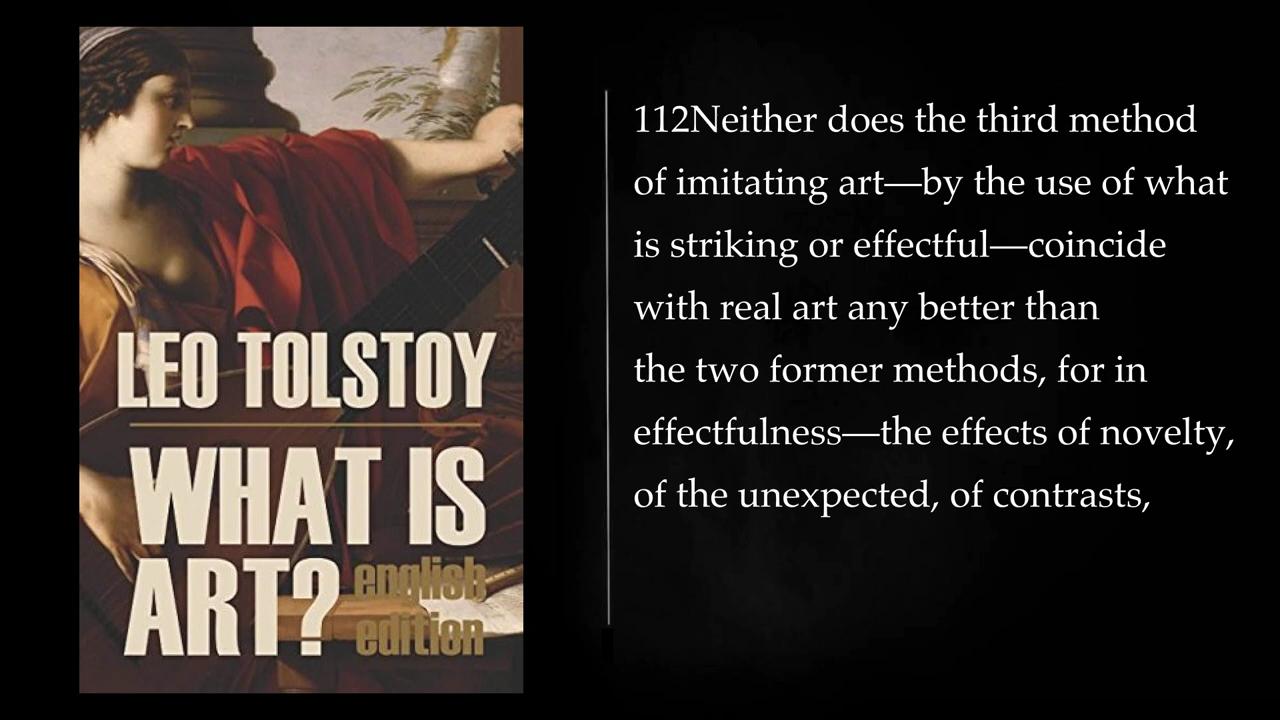 LEO TOLSTOY
WHAT IS
ART?
english
edition
112Neither does the third method
of imitating art—by the use of what
is striking or effectful—coincide
with real art any better than
the two former methods, for in
effectfulness—the effects of novelty,
of the unexpected, of contrasts,